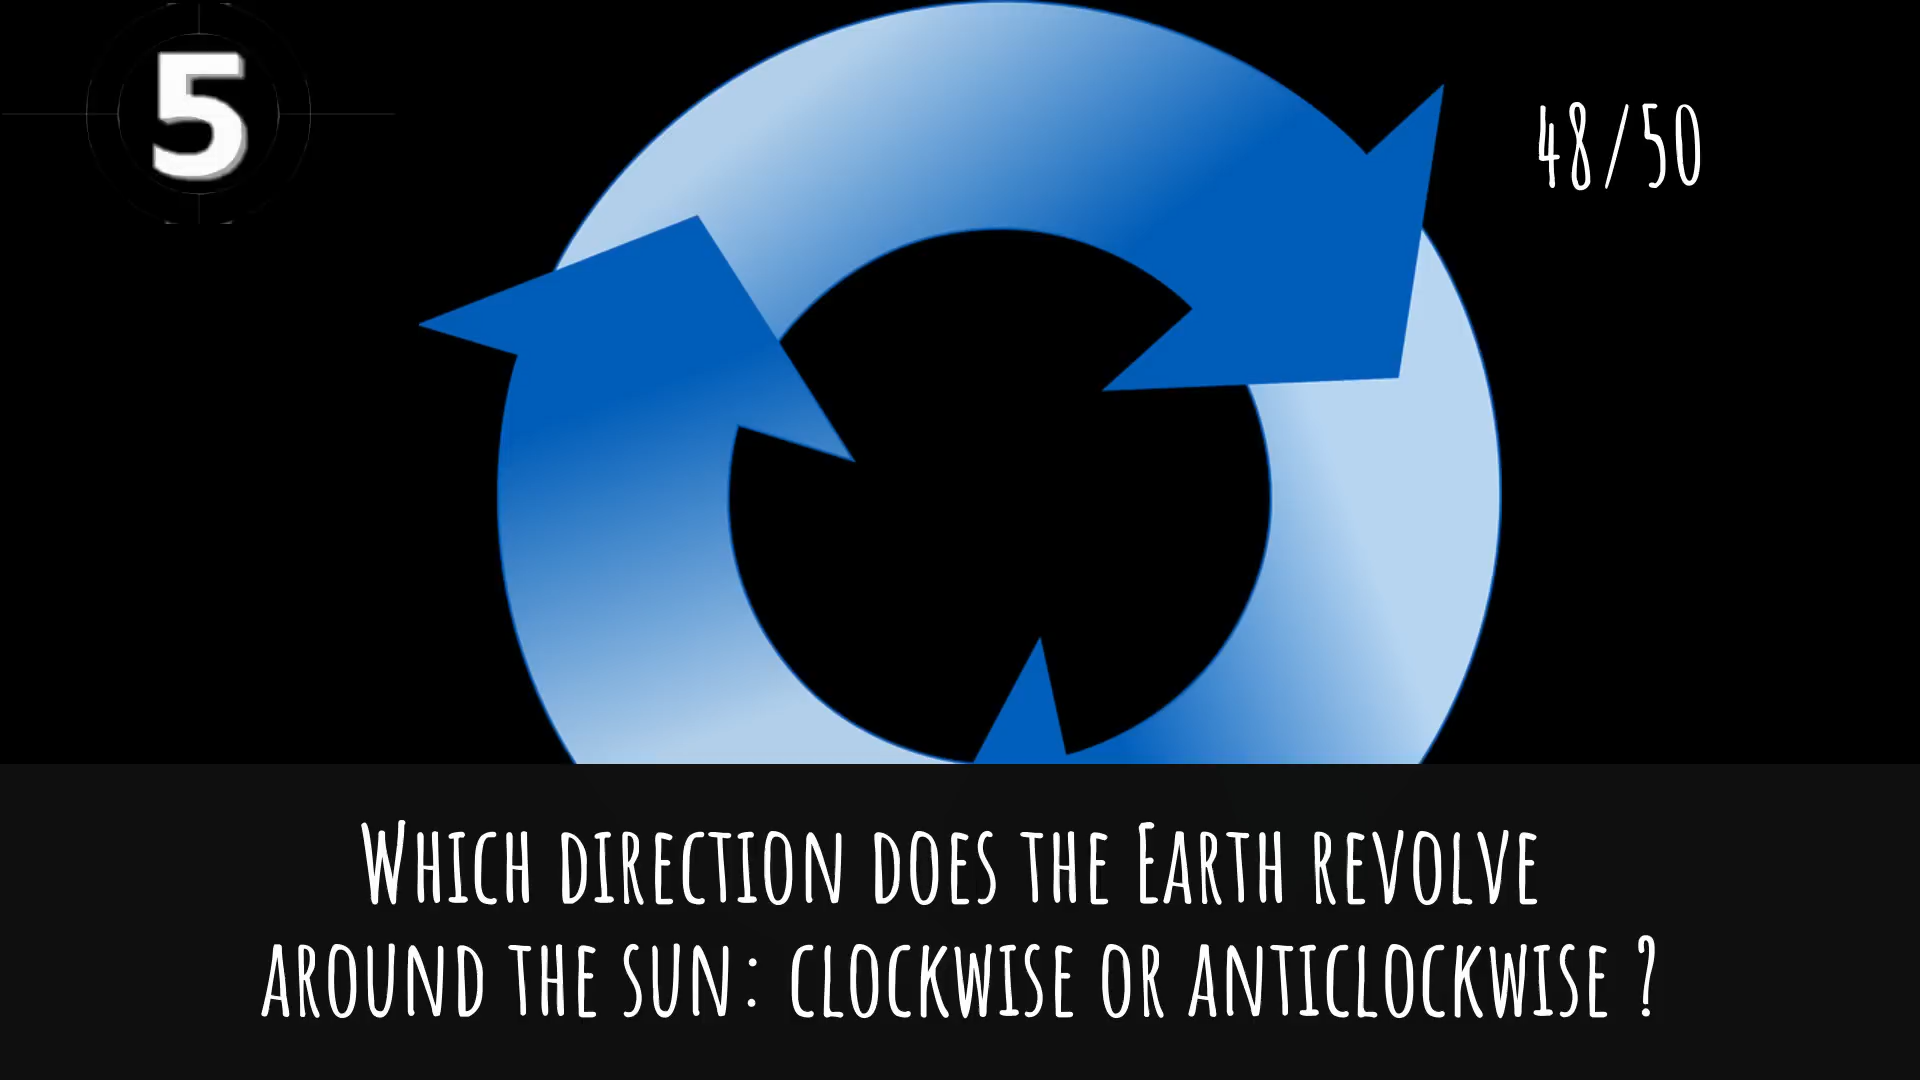 5
48/50
Which direction does the Earth revolve
around the sun: clockwise or anticlockwise ?